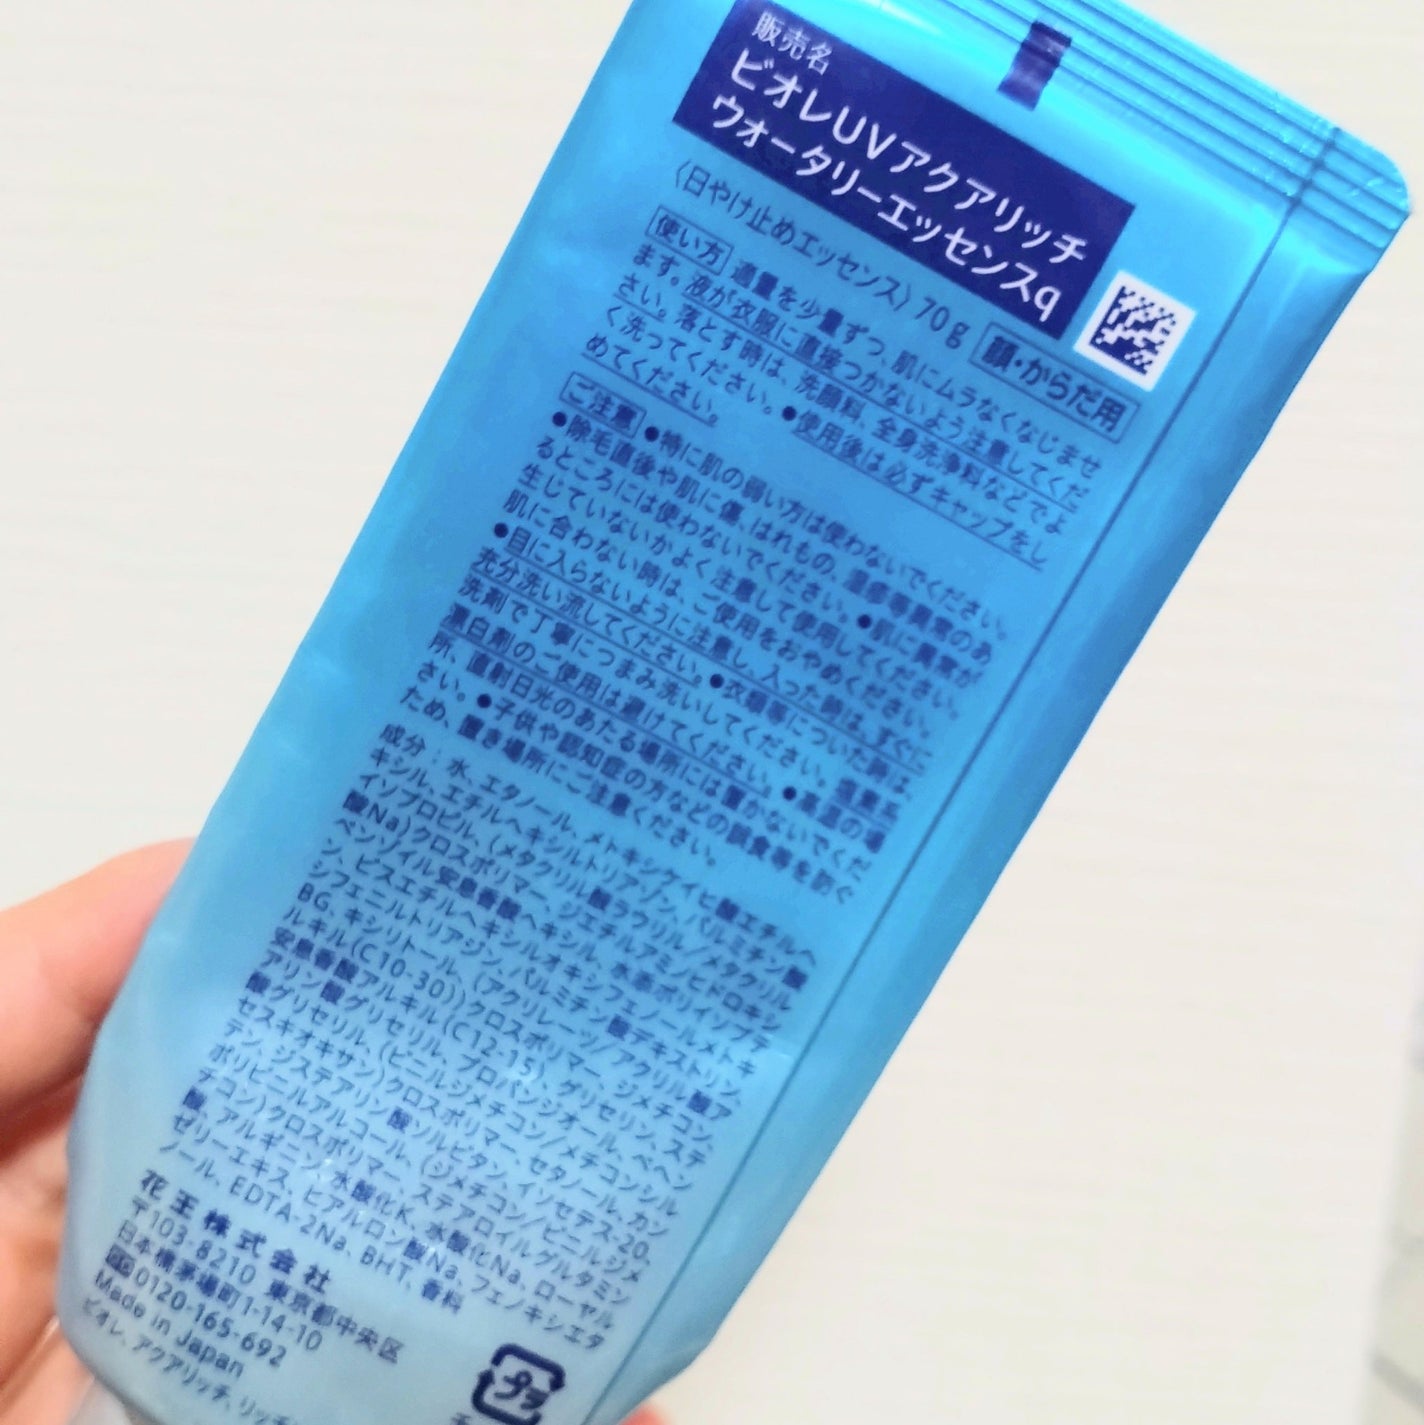 販売名
ビオレUVアクアリッチ
ウオータリーエッセンスq
〈日やけ止めエッセンス〉70g 顔・からだ用
使い方 適量を少量ずつ、肌にムラなくなじませ
ます。液が衣服に直接つかないよう注意してくだ
さい。落とす時は、洗顔料、全身洗浄料などでよ
く洗ってください。●使用後は必ずキャップをし
めてください。
ご注意 ●特に肌の弱い方は使わないでください。
●除毛直後や肌に傷、はれもの、湿疹等異常のあ
るところには使わないでください。●肌に異常が
生じていないかよく注意して使用してください。
肌に合わない時は、ご使用をおやめください。
●目に入らないように注意し、入った時は、すぐに
充分洗い流してください。●衣類等についた時は
洗剤で丁寧につまみ洗いしてください。塩素系
漂白剤のご使用は避けてください。●高温の場
所、直射日光のあたる場所には置かないでくだ
さい。●子供や認知症の方などの誤食等を防ぐ
ため、置き場所にご注意ください。
成分：水、エタノール、メトキシケイヒ酸エチルヘ
キシル、エチルヘキシルトリアゾン、パルミチン酸
イソプロピル、(メタクリル酸ラウリル/メタクリル
酸Na)クロスポリマー、ジエチルアミノヒドロキシ
ベンゾイル安息香酸ヘキシル、水添ポリイソブテ
ン、ビスエチルヘキシルオキシフェノールメトキ
シフェニルトリアジン、パルミチン酸デキストリン、
BG、キシリトール、(アクリレーツ/アクリル酸ア
ルキル(C10-30))クロスポリマー、ジメチコン、
安息香酸アルキル(C12-15)、グリセリン、ステ
アリン酸グリセリル、プロパンジオール、ベヘン
酸グリセリル、(ビニルジメチコン/メチコンシル
セスキオキサン)クロスポリマー、セタノール、カン
テン、ジステアリン酸ソルビタン、イソセテス-20、
ポリビニルアルコール、(ジメチコン/ビニルジメ
チコン)クロスポリマー、ステアロイルグルタミン
酸、アルギニン、水酸化K、水酸化Na、ローヤル
ゼリーエキス、ヒアルロン酸Na、フェノキシエタ
ノール、EDTA-2Na、BHT、香料
花王株式会社
〒103-8210 東京都中央区
日本橋茅場町1-14-10
0120-165-692
Made in Japan
ビオレ、アクアリッチ、リッチ
プラ